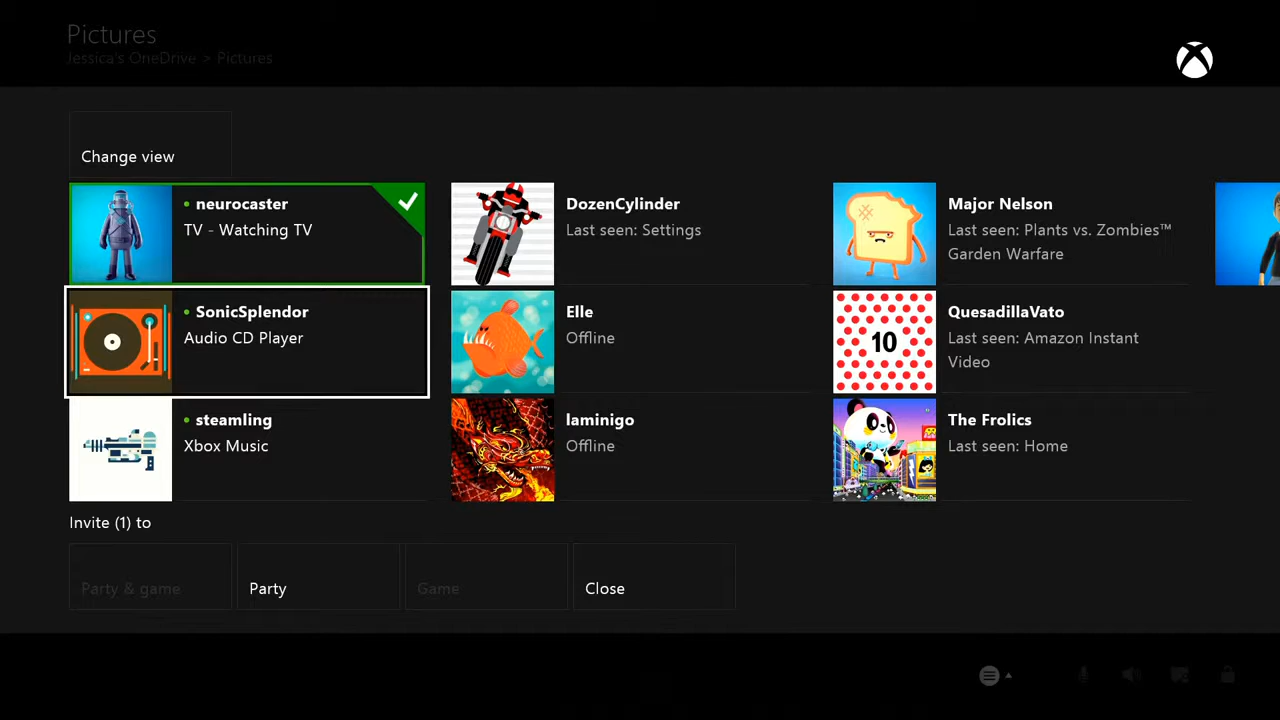 Pictures
Jessica's OneDrive > Pictures
Change view
neurocaster
TV - Watching TV
DozenCylinder
Last seen: Settings
Major Nelson
Last seen: Plants vs. Zombies™
Garden Warfare
SonicSplendor
Audio CD Player
Elle
Offline
10
QuesadillaVato
Last seen: Amazon Instant
Video
steamling
Xbox Music
laminigo
Offline
The Frolics
Last seen: Home
Invite (1) to
Party & game
Party
Game
Close